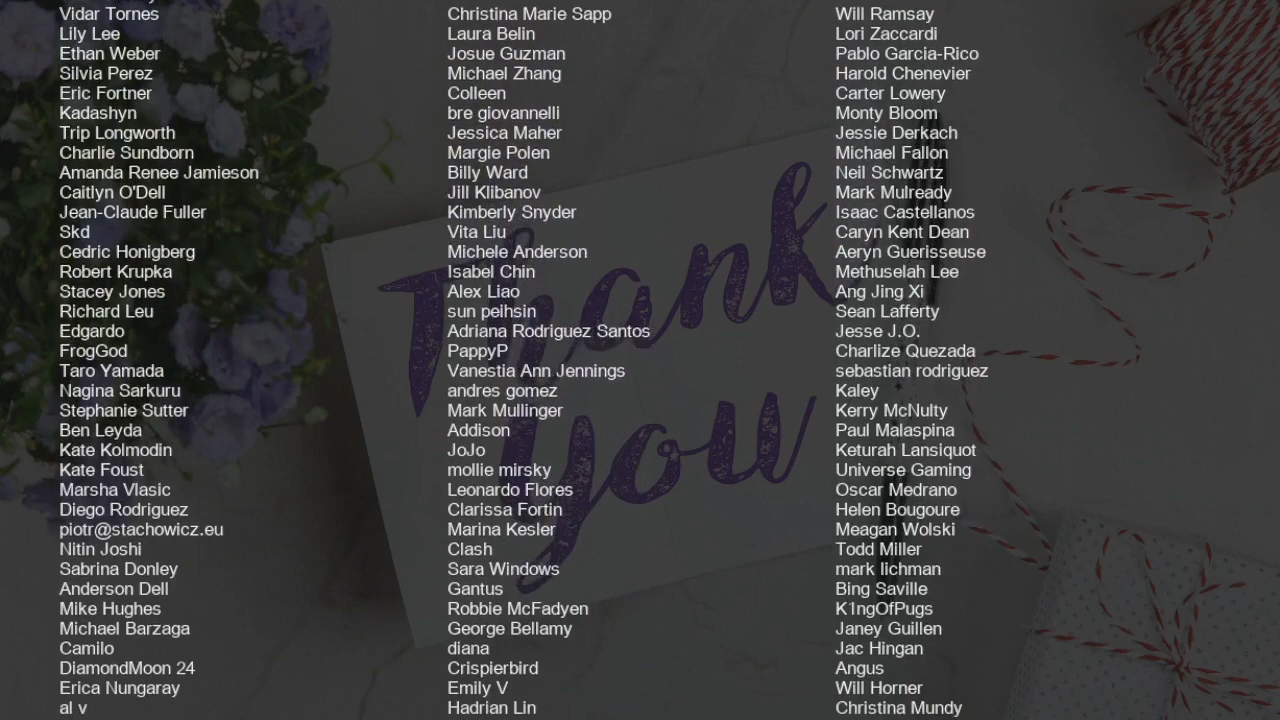 Vidar Tornes
Lily Lee
Ethan Weber
Silvia Perez
Eric Fortner
Kadashyn
Trip Longworth
Charlie Sundborn
Amanda Renee Jamieson
Caitlyn O'Dell
Jean-Claude Fuller
Skd
Cedric Honigberg
Robert Krupka
Stacey Jones
Richard Leu
Edgardo
FrogGod
Taro Yamada
Nagina Sarkuru
Stephanie Sutter
Ben Leyda
Kate Kolmodin
Kate Foust
Marsha Vlasic
Diego Rodriguez
piotr@stachowicz.eu
Nitin Joshi
Sabrina Donley
Anderson Dell
Mike Hughes
Michael Barzaga
Camilo
DiamondMoon 24
Erica Nungaray
al v
Christina Marie Sapp
Laura Belin
Josue Guzman
Michael Zhang
Colleen
bre giovannelli
Jessica Maher
Margie Polen
Billy Ward
Jill Klibanov
Kimberly Snyder
Vita Liu
Michele Anderson
Isabel Chin
Alex Liao
sun peihsin
Adriana Rodriguez Santos
PappyP
Vanestia Ann Jennings
andres gomez
Mark Mullinger
Addison
JoJo
mollie mirsky
Leonardo Flores
Clarissa Fortin
Marina Kesler
Clash
Sara Windows
Gantus
Robbie McFadyen
George Bellamy
diana
Crispierbird
Emily V
Hadrian Lin
Will Ramsay
Lori Zaccardi
Pablo Garcia-Rico
Harold Chenevier
Carter Lowery
Monty Bloom
Jessie Derkach
Michael Fallon
Neil Schwartz
Mark Mulready
Isaac Castellanos
Caryn Kent Dean
Aeryn Guerisseuse
Methuselah Lee
Ang Jing Xi
Sean Lafferty
Jesse J.O.
Charlize Quezada
sebastian rodriguez
Kaley
Kerry McNulty
Paul Malaspina
Keturah Lansiquot
Universe Gaming
Oscar Medrano
Helen Bougoure
Meagan Wolski
Todd Miller
mark lichman
Bing Saville
K1ngOfPugs
Janey Guillen
Jac Hingan
Angus
Will Horner
Christina Mundy
Thank
you